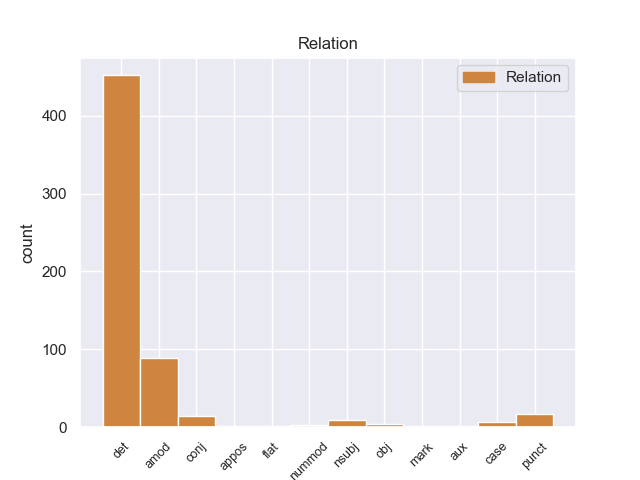 Relation
Relation
400
300
200
100
0
count
det amod conj appos flat nummod nsubj obj mark aux case punct